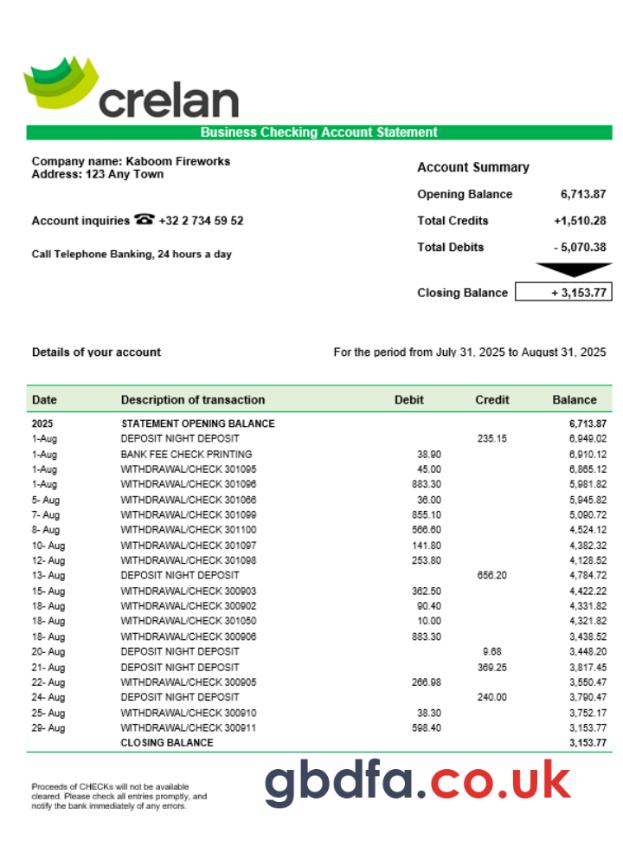 crelan
Business Checking Account Statement
Company name: Kaboom Fireworks
Address: 123 Any Town
Account inquiries ☎ +32 2 734 59 52
Call Telephone Banking, 24 hours a day
Account Summary
Opening Balance 6,713.87
Total Credits +1,510.28
Total Debits - 5,070.38
Closing Balance + 3,153.77
Details of your account For the period from July 31, 2025 to August 31, 2025
Date Description of transaction Debit Credit Balance
2025 STATEMENT OPENING BALANCE 6,713.87
1-Aug DEPOSIT NIGHT DEPOSIT 235.15 6,949.02
1-Aug BANK FEE CHECK PRINTING 38.90 6,910.12
1-Aug WITHDRAWAL/CHECK 301095 45.00 6,865.12
1-Aug WITHDRAWAL/CHECK 301096 883.30 5,981.82
5- Aug WITHDRAWAL/CHECK 301066 36.00 5,945.82
7- Aug WITHDRAWAL/CHECK 301099 855.10 5,090.72
8- Aug WITHDRAWAL/CHECK 301100 566.60 4,524.12
10- Aug WITHDRAWAL/CHECK 301097 141.80 4,382.32
12- Aug WITHDRAWAL/CHECK 301098 253.80 4,128.52
13- Aug DEPOSIT NIGHT DEPOSIT 656.20 4,784.72
15- Aug WITHDRAWAL/CHECK 300903 362.50 4,422.22
18- Aug WITHDRAWAL/CHECK 300902 90.40 4,331.82
18- Aug WITHDRAWAL/CHECK 301050 10.00 4,321.82
18- Aug WITHDRAWAL/CHECK 300906 883.30 3,438.52
20- Aug DEPOSIT NIGHT DEPOSIT 9.68 3,448.20
21- Aug DEPOSIT NIGHT DEPOSIT 369.25 3,817.45
22- Aug WITHDRAWAL/CHECK 300905 266.98 3,550.47
24- Aug DEPOSIT NIGHT DEPOSIT 240.00 3,790.47
25- Aug WITHDRAWAL/CHECK 300910 38.30 3,752.17
29- Aug WITHDRAWAL/CHECK 300911 598.40 3,153.77
CLOSING BALANCE 3,153.77
Proceeds of CHECKs will not be available
cleared. Please check all entries promptly, and
notify the bank immediately of any errors.
gbdfa.co.uk